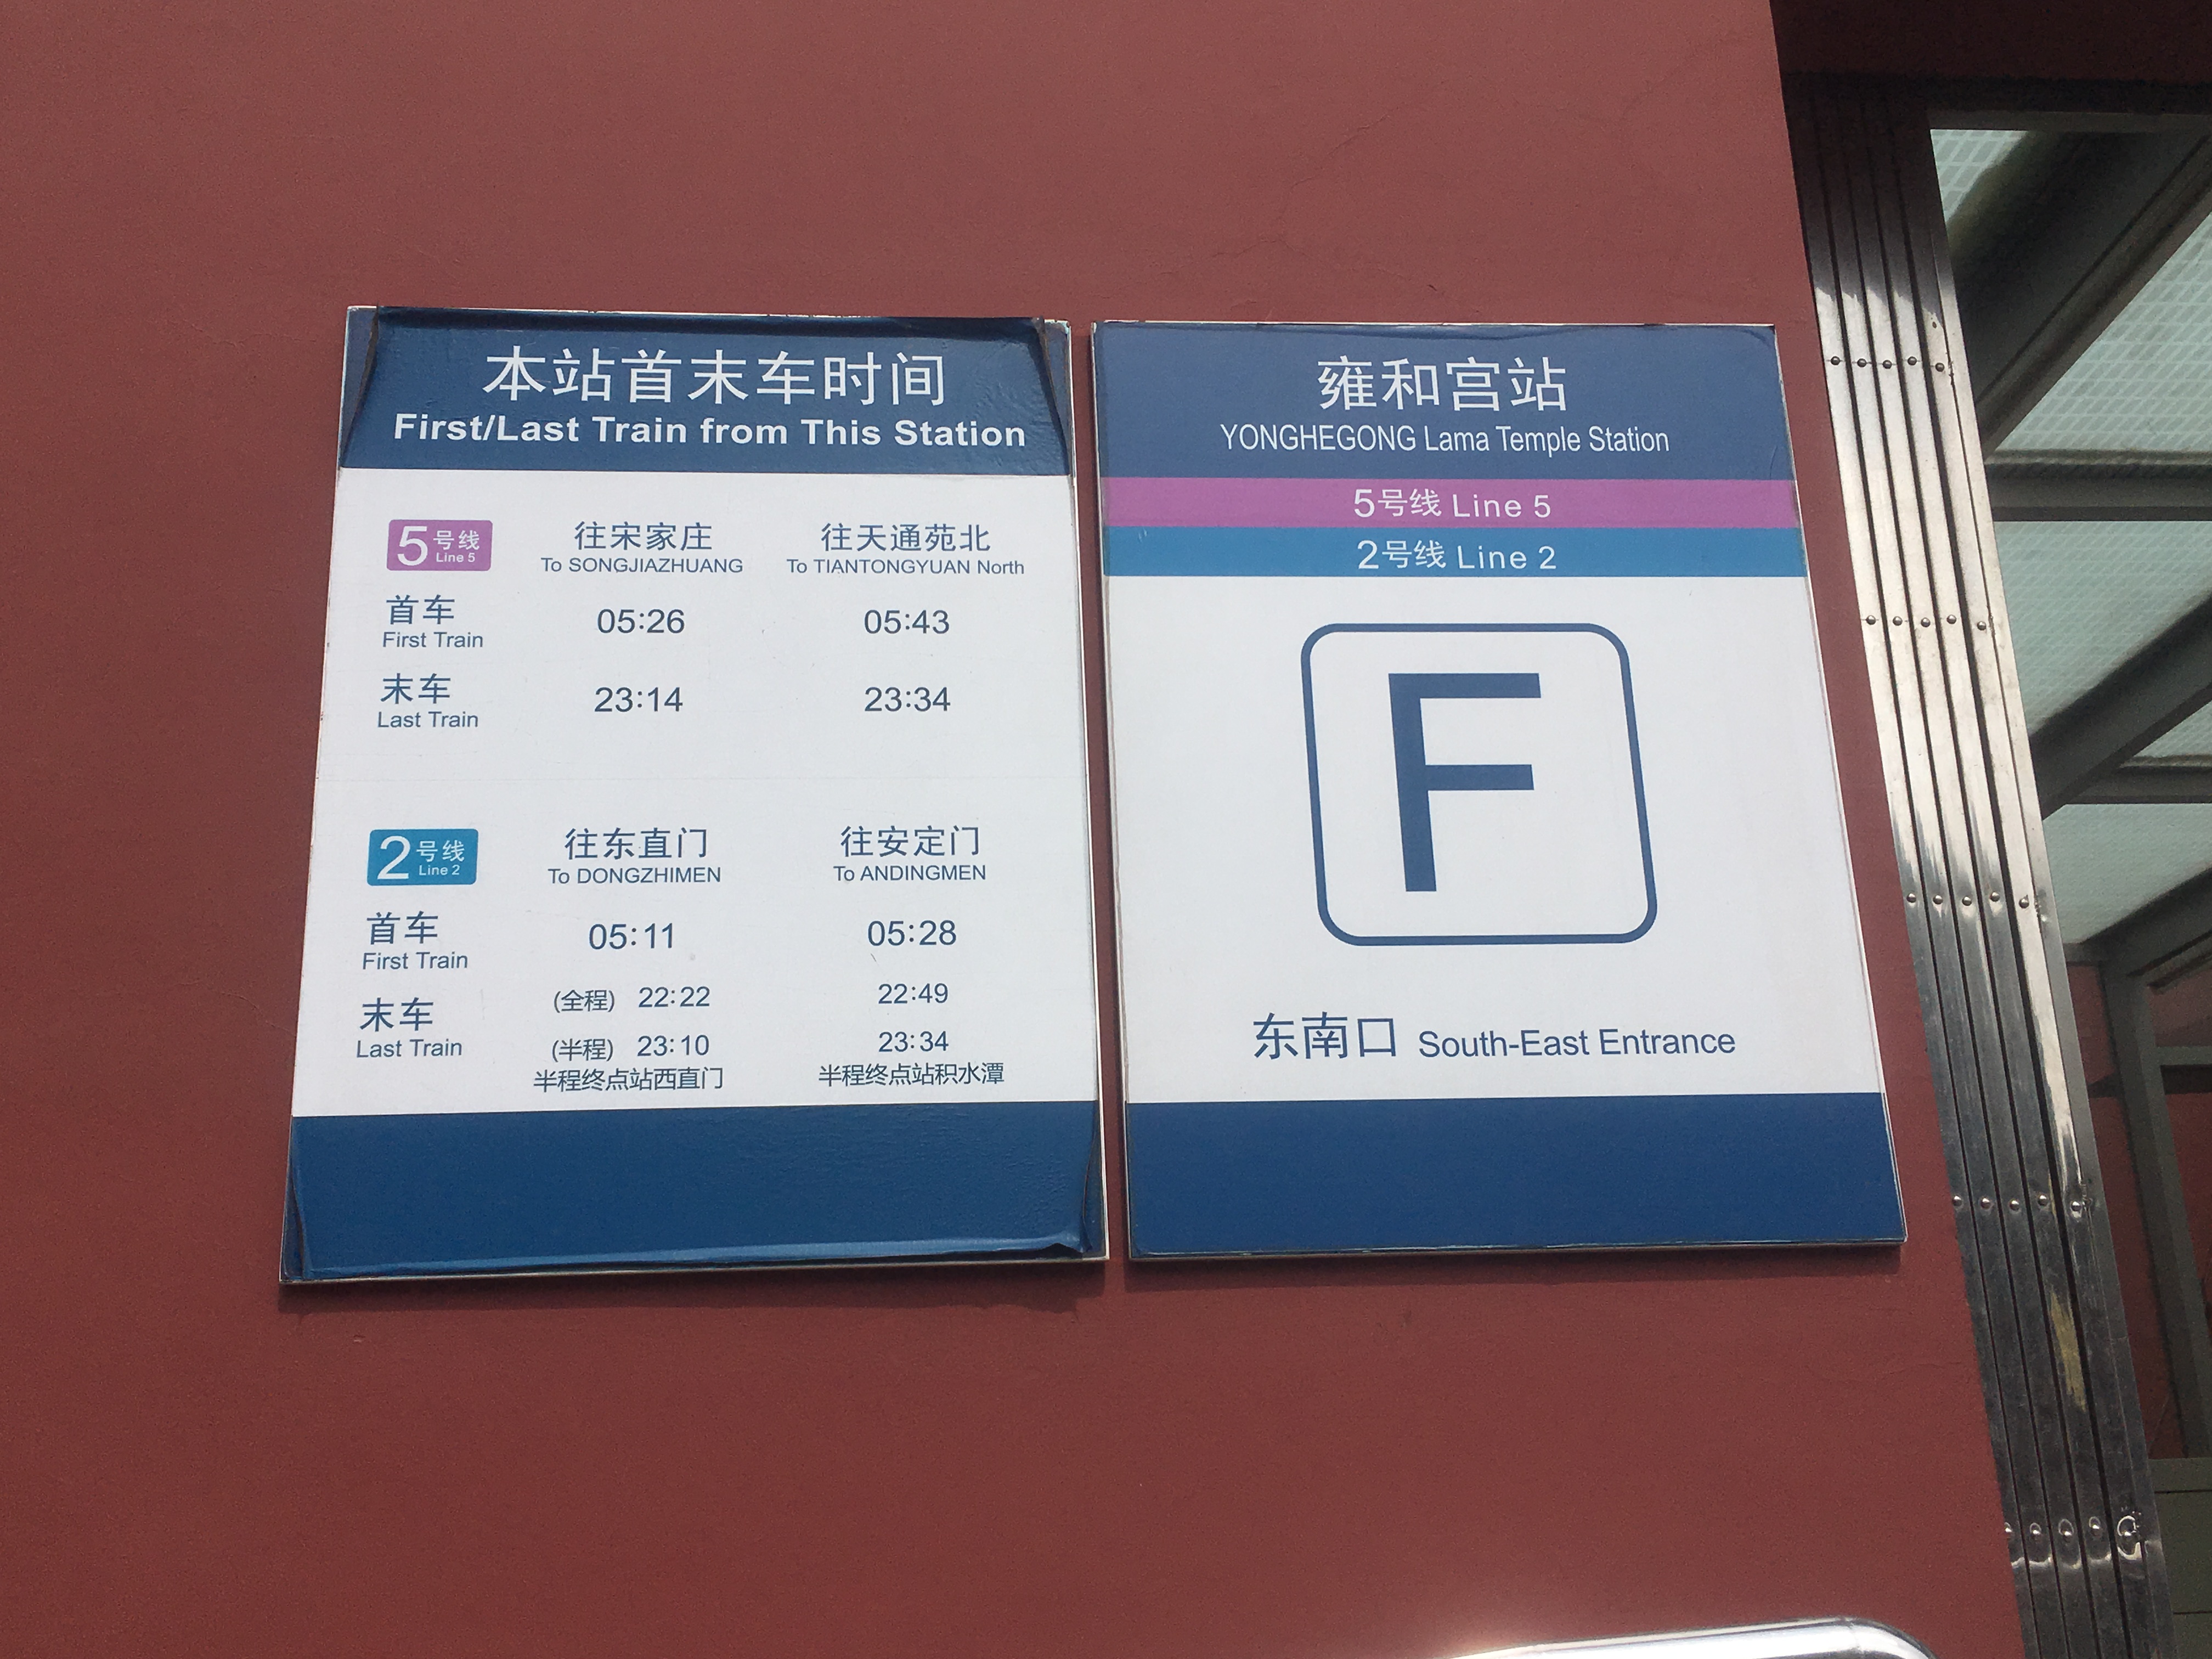 本站首末车时间
First/Last Train from This Station
5号线 Line 5
往宋家庄 往天通苑北
To SONGJIAZHUANG To TIANTONGYUAN North
首车 05:26 05:43
First Train
末车 23:14 23:34
Last Train
2号线 Line 2
往东直门 往安定门
To DONGZHIMEN To ANDINGMEN
首车 05:11 05:28
First Train
(全程) 22:22 22:49
末车
Last Train
(半程) 23:10 23:34
半程终点站西直门 半程终点站积水潭
雍和宫站
YONGHEGONG Lama Temple Station
5号线 Line 5
2号线 Line 2
F
东南口 South-East Entrance